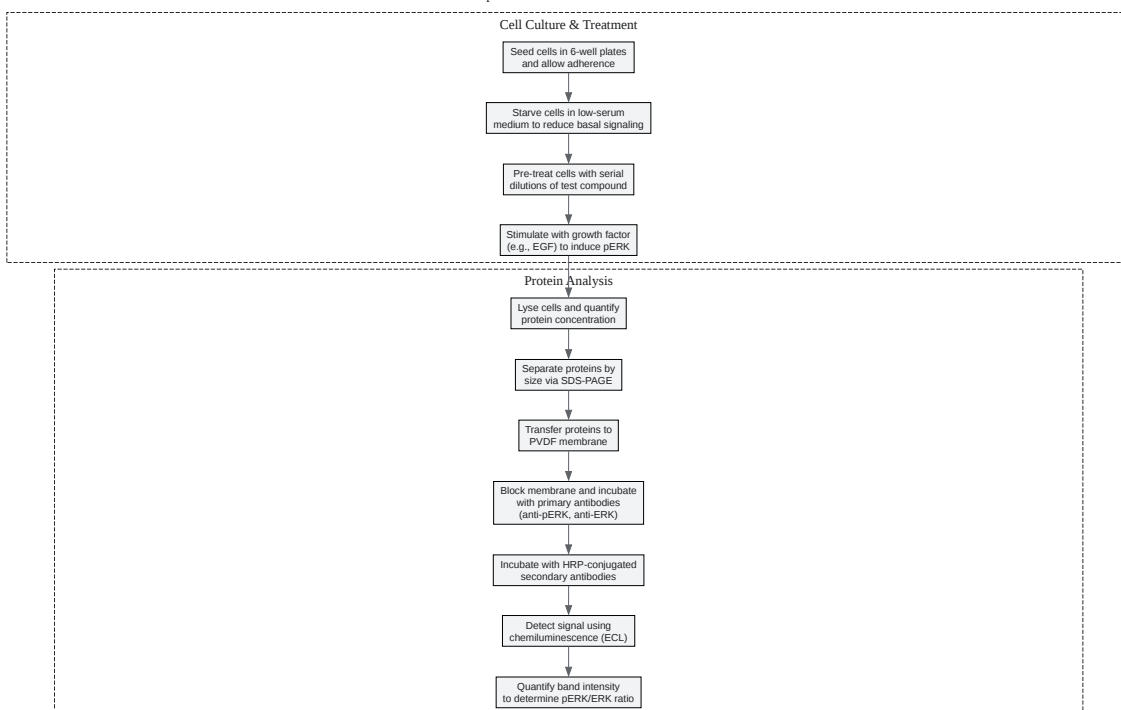 Cell Culture & Treatment
Seed cells in 6-well plates
and allow adherence
Starve cells in low-serum
medium to reduce basal signaling
Pre-treat cells with serial
dilutions of test compound
Stimulate with growth factor
(e.g., EGF) to induce pERK
Protein Analysis
Lyse cells and quantify
protein concentration
Separate proteins by
size via SDS-PAGE
Transfer proteins to
PVDF membrane
Block membrane and incubate
with primary antibodies
(anti-pERK, anti-ERK)
Incubate with HRP-conjugated
secondary antibodies
Detect signal using
chemiluminescence (ECL)
Quantify band intensity
to determine pERK/ERK ratio